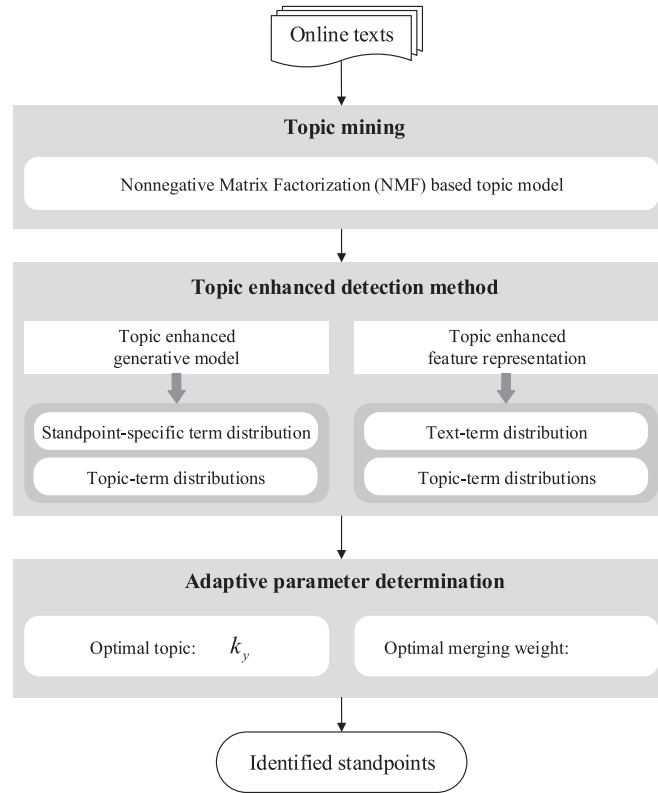 Online texts
Topic mining
Nonnegative Matrix Factorization (NMF) based topic model
Topic enhanced detection method
Topic enhanced
generative model
Topic enhanced
feature representation
Standpoint-specific term distribution
Text-term distribution
Topic-term distributions
Topic-term distributions
Adaptive parameter determination
Optimal topic: k_y
Optimal merging weight:
Identified standpoints